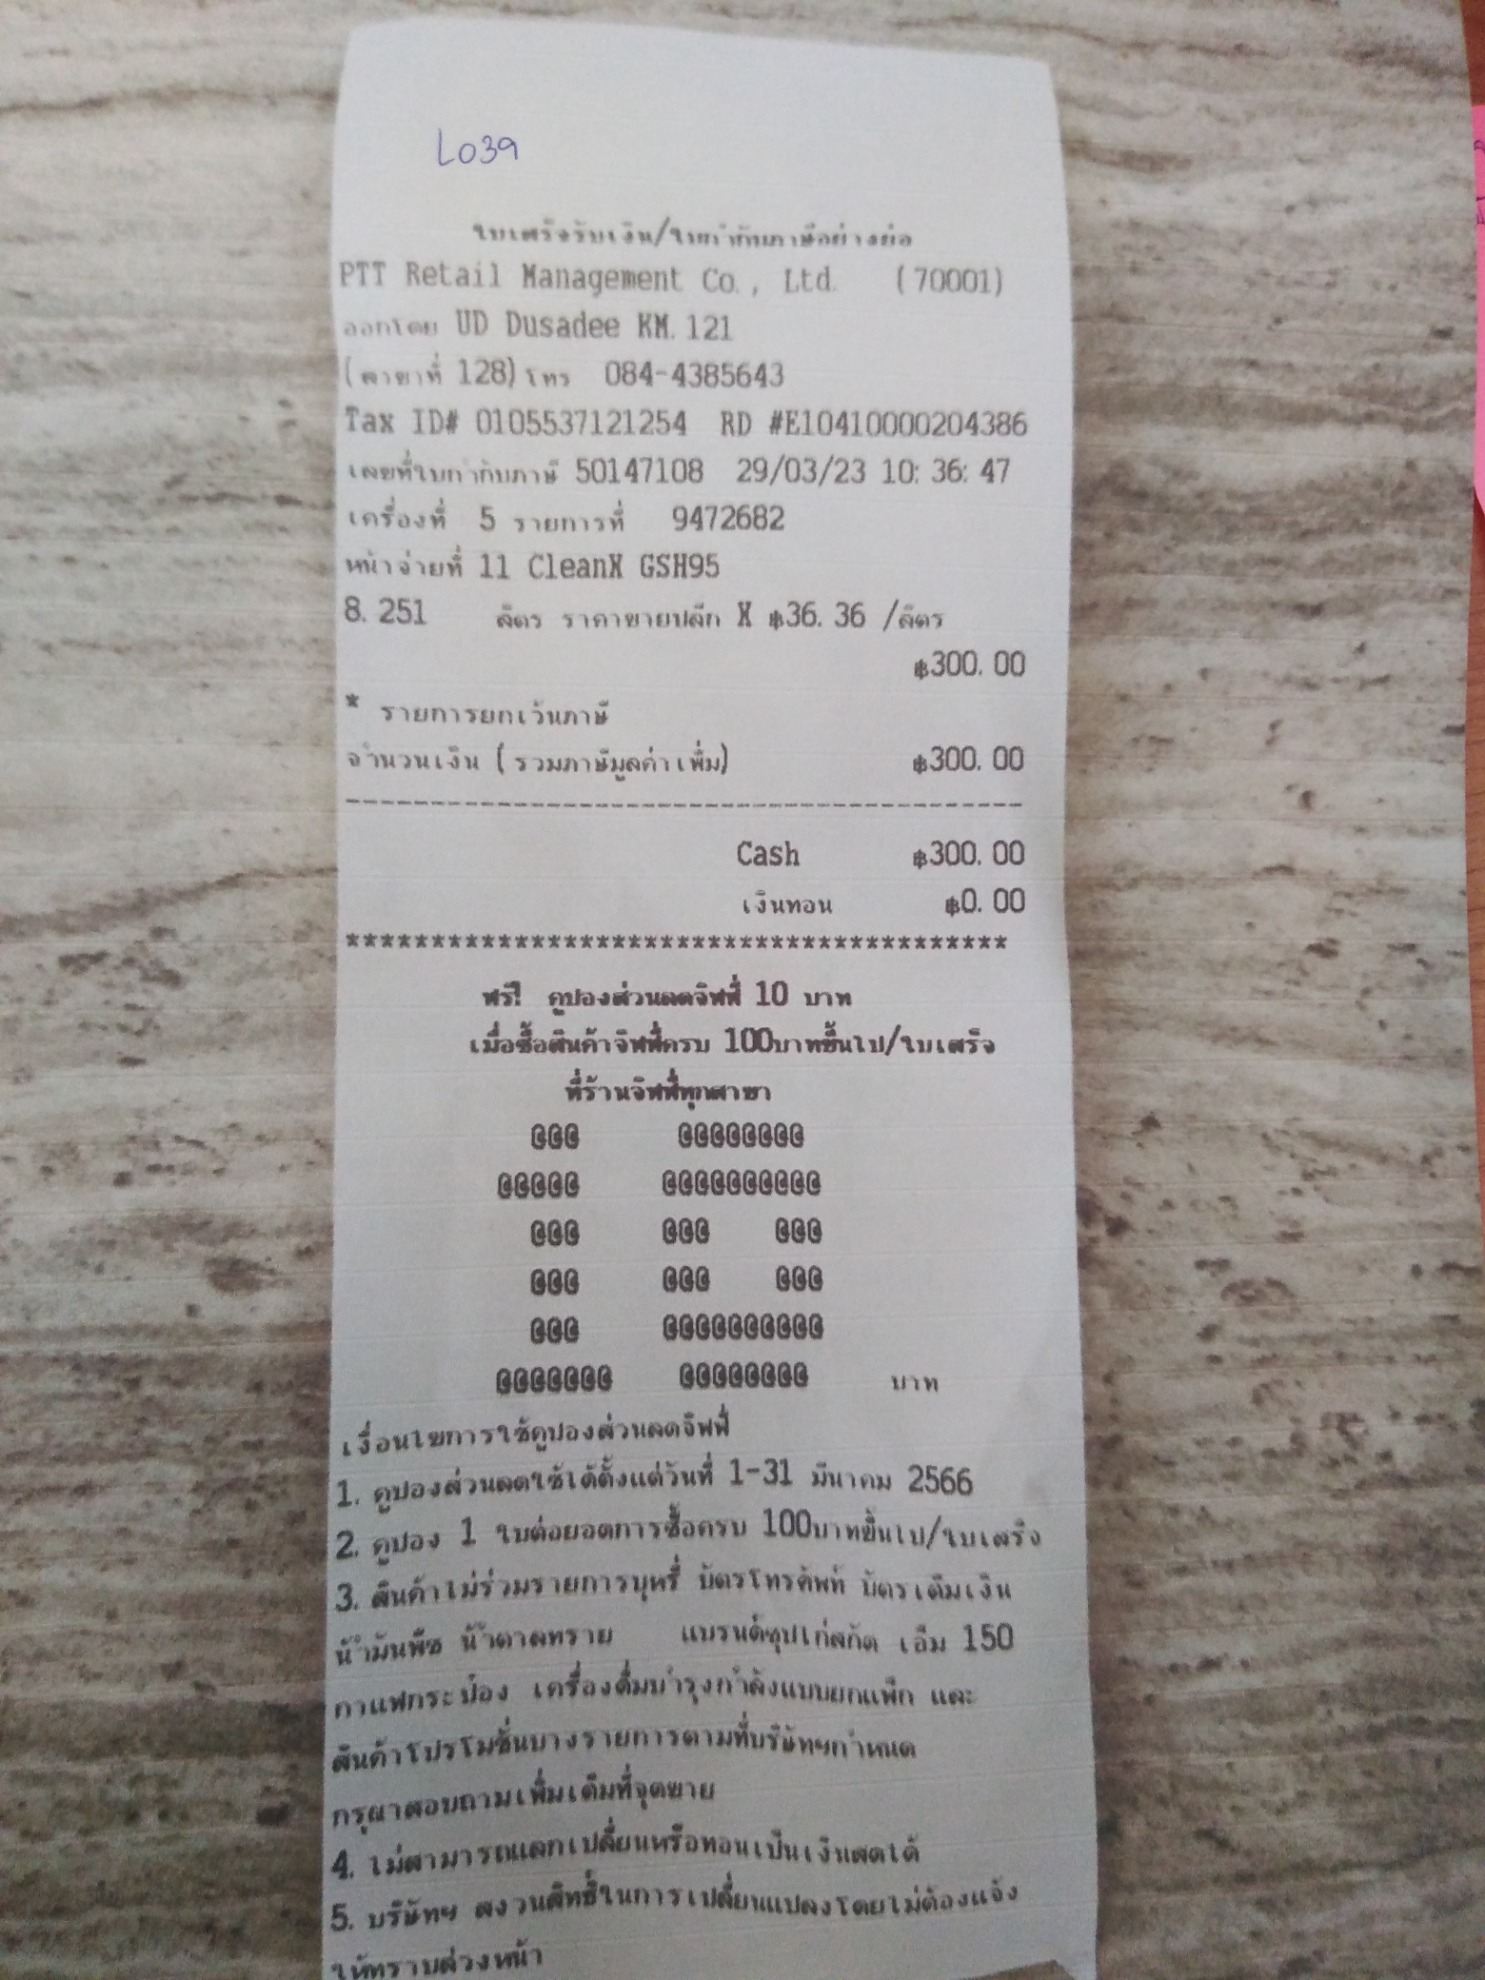 L039
ใบเสร็จรับเงิน/ใบกำกับภาษีอย่างย่อ
PTT Retail Management Co., Ltd. (70001)
ออกโดย UD Dusadee KM. 121
(สาขาที่ 128) โทร 084-4385643
Tax ID# 0105537121254 RD #E10410000204386
เลขที่ใบกำกับภาษี 50147108 29/03/23 10:36:47
เครื่องที่ 5 รายการที่ 9472682
หน้าจ่ายที่ 11 CleanX GSH95
8.251 ลิตร ราคาขายปลีก X ฿36.36 /ลิตร
฿300.00
* รายการยกเว้นภาษี
จำนวนเงิน (รวมภาษีมูลค่าเพิ่ม) ฿300.00
----------------------------------------
Cash ฿300.00
เงินทอน ฿0.00
****************************************
ฟรี! คูปองส่วนลดจิฟฟี่ 10 บาท
เมื่อซื้อสินค้าจิฟฟี่ครบ 100บาทขึ้นไป/ใบเสร็จ
ที่ร้านจิฟฟี่ทุกสาขา
@@@ @@@@@@@@
@@@@@ @@@@@@@@@@
@@@ @@@ @@@
@@@ @@@ @@@
@@@ @@@@@@@@@@
@@@@@@@ @@@@@@@@ บาท
เงื่อนไขการใช้คูปองส่วนลดจิฟฟี่
1. คูปองส่วนลดใช้ได้ตั้งแต่วันที่ 1-31 มีนาคม 2566
2. คูปอง 1 ใบต่อยอดการซื้อครบ 100บาทขึ้นไป/ใบเสร็จ
3. สินค้าไม่ร่วมรายการบุหรี่ บัตรโทรศัพท์ บัตรเติมเงิน
น้ำมันพืช น้ำตาลทราย แบรนด์ซุปไก่สกัด เอ็ม 150
กาแฟกระป๋อง เครื่องดื่มบำรุงกำลังแบบยกแพ็ก และ
สินค้าโปรโมชั่นบางรายการตามที่บริษัทฯกำหนด
กรุณาสอบถามเพิ่มเติมที่จุดขาย
4. ไม่สามารถแลกเปลี่ยนหรือทอนเป็นเงินสดได้
5. บริษัทฯ สงวนสิทธิ์ในการเปลี่ยนแปลงโดยไม่ต้องแจ้ง
ให้ทราบล่วงหน้า